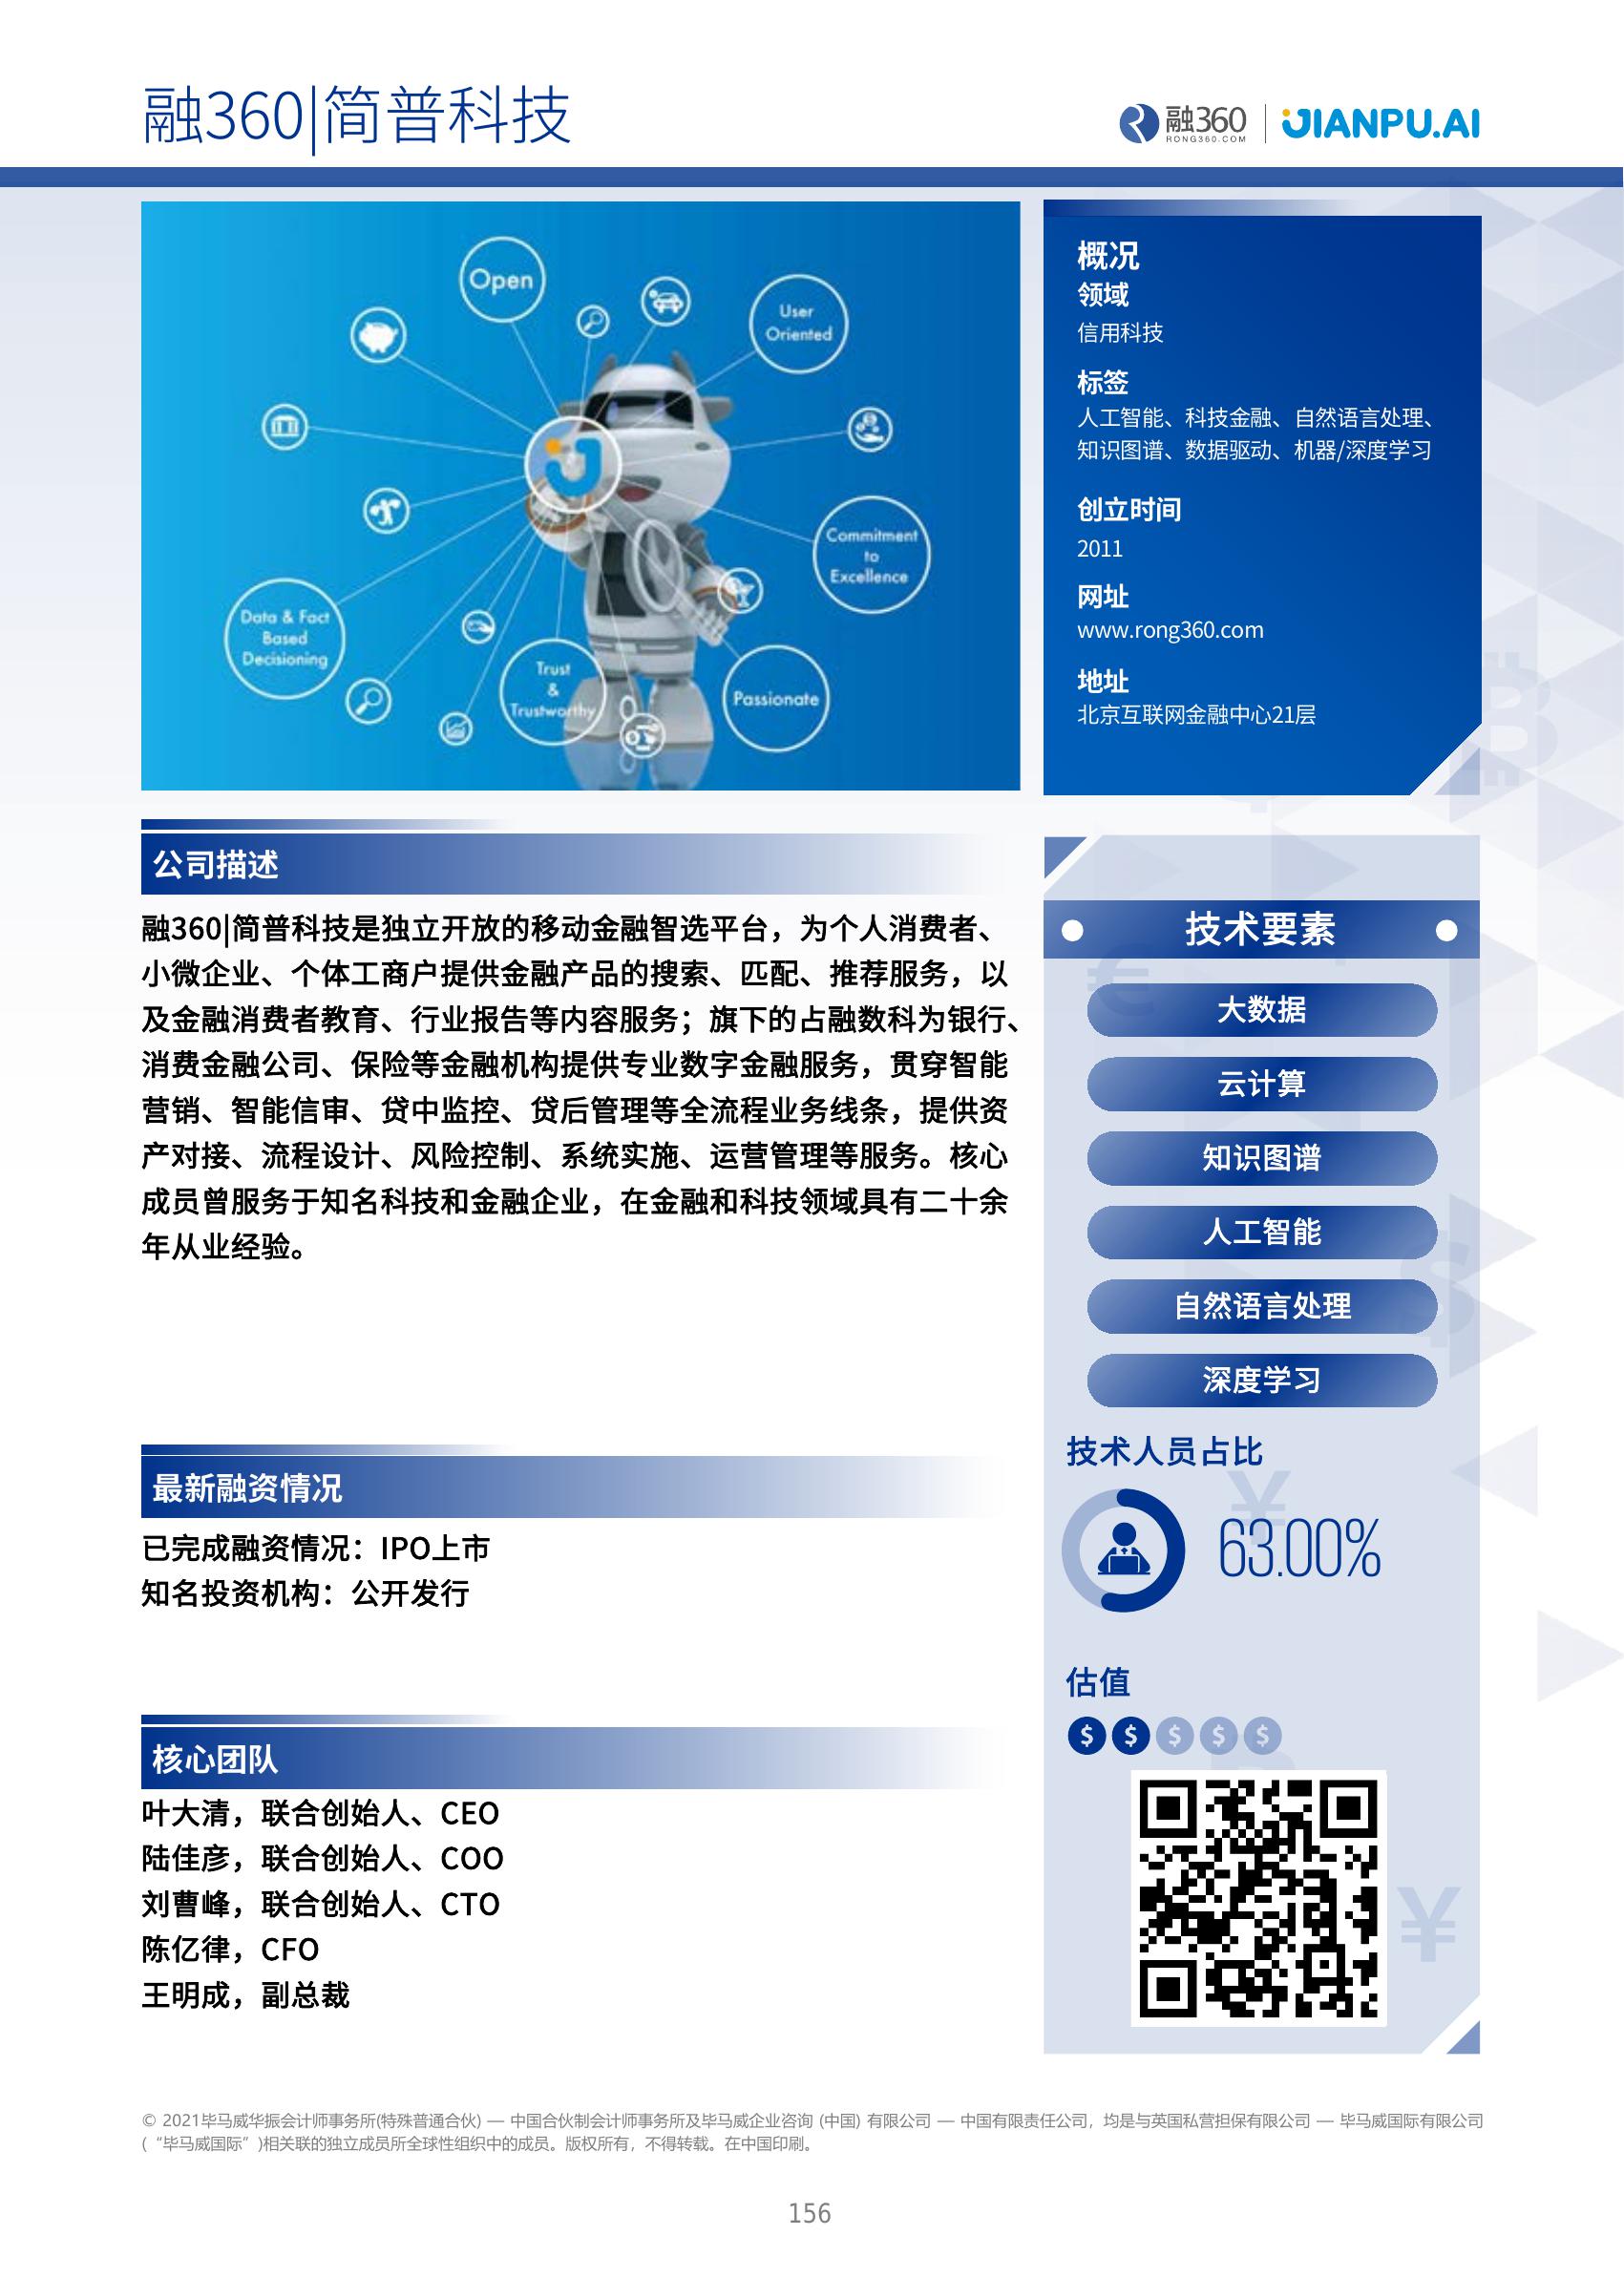 融360|简普科技
融360
RONG360.COM
JIANPU.AI
Open
User
Oriented
Commitment
to
Excellence
Data & Fact
Based
Decisioning
Trust
&
Trustworthy
Passionate
概况
领域
信用科技
标签
人工智能、科技金融、自然语言处理、
知识图谱、数据驱动、机器/深度学习
创立时间
2011
网址
www.rong360.com
地址
北京互联网金融中心21层
公司描述
融360|简普科技是独立开放的移动金融智选平台，为个人消费者、
小微企业、个体工商户提供金融产品的搜索、匹配、推荐服务，以
及金融消费者教育、行业报告等内容服务；旗下的占融数科为银行、
消费金融公司、保险等金融机构提供专业数字金融服务，贯穿智能
营销、智能信审、贷中监控、贷后管理等全流程业务线条，提供资
产对接、流程设计、风险控制、系统实施、运营管理等服务。核心
成员曾服务于知名科技和金融企业，在金融和科技领域具有二十余
年从业经验。
最新融资情况
已完成融资情况：IPO上市
知名投资机构：公开发行
核心团队
叶大清，联合创始人、CEO
陆佳彦，联合创始人、COO
刘曹峰，联合创始人、CTO
陈亿律，CFO
王明成，副总裁
技术要素
大数据
云计算
知识图谱
人工智能
自然语言处理
深度学习
技术人员占比
63.00%
估值
$ $ $ $ $
© 2021毕马威华振会计师事务所(特殊普通合伙) — 中国合伙制会计师事务所及毕马威企业咨询 (中国) 有限公司 — 中国有限责任公司，均是与英国私营担保有限公司 — 毕马威国际有限公司
(“毕马威国际”)相关联的独立成员所全球性组织中的成员。版权所有，不得转载。在中国印刷。
156